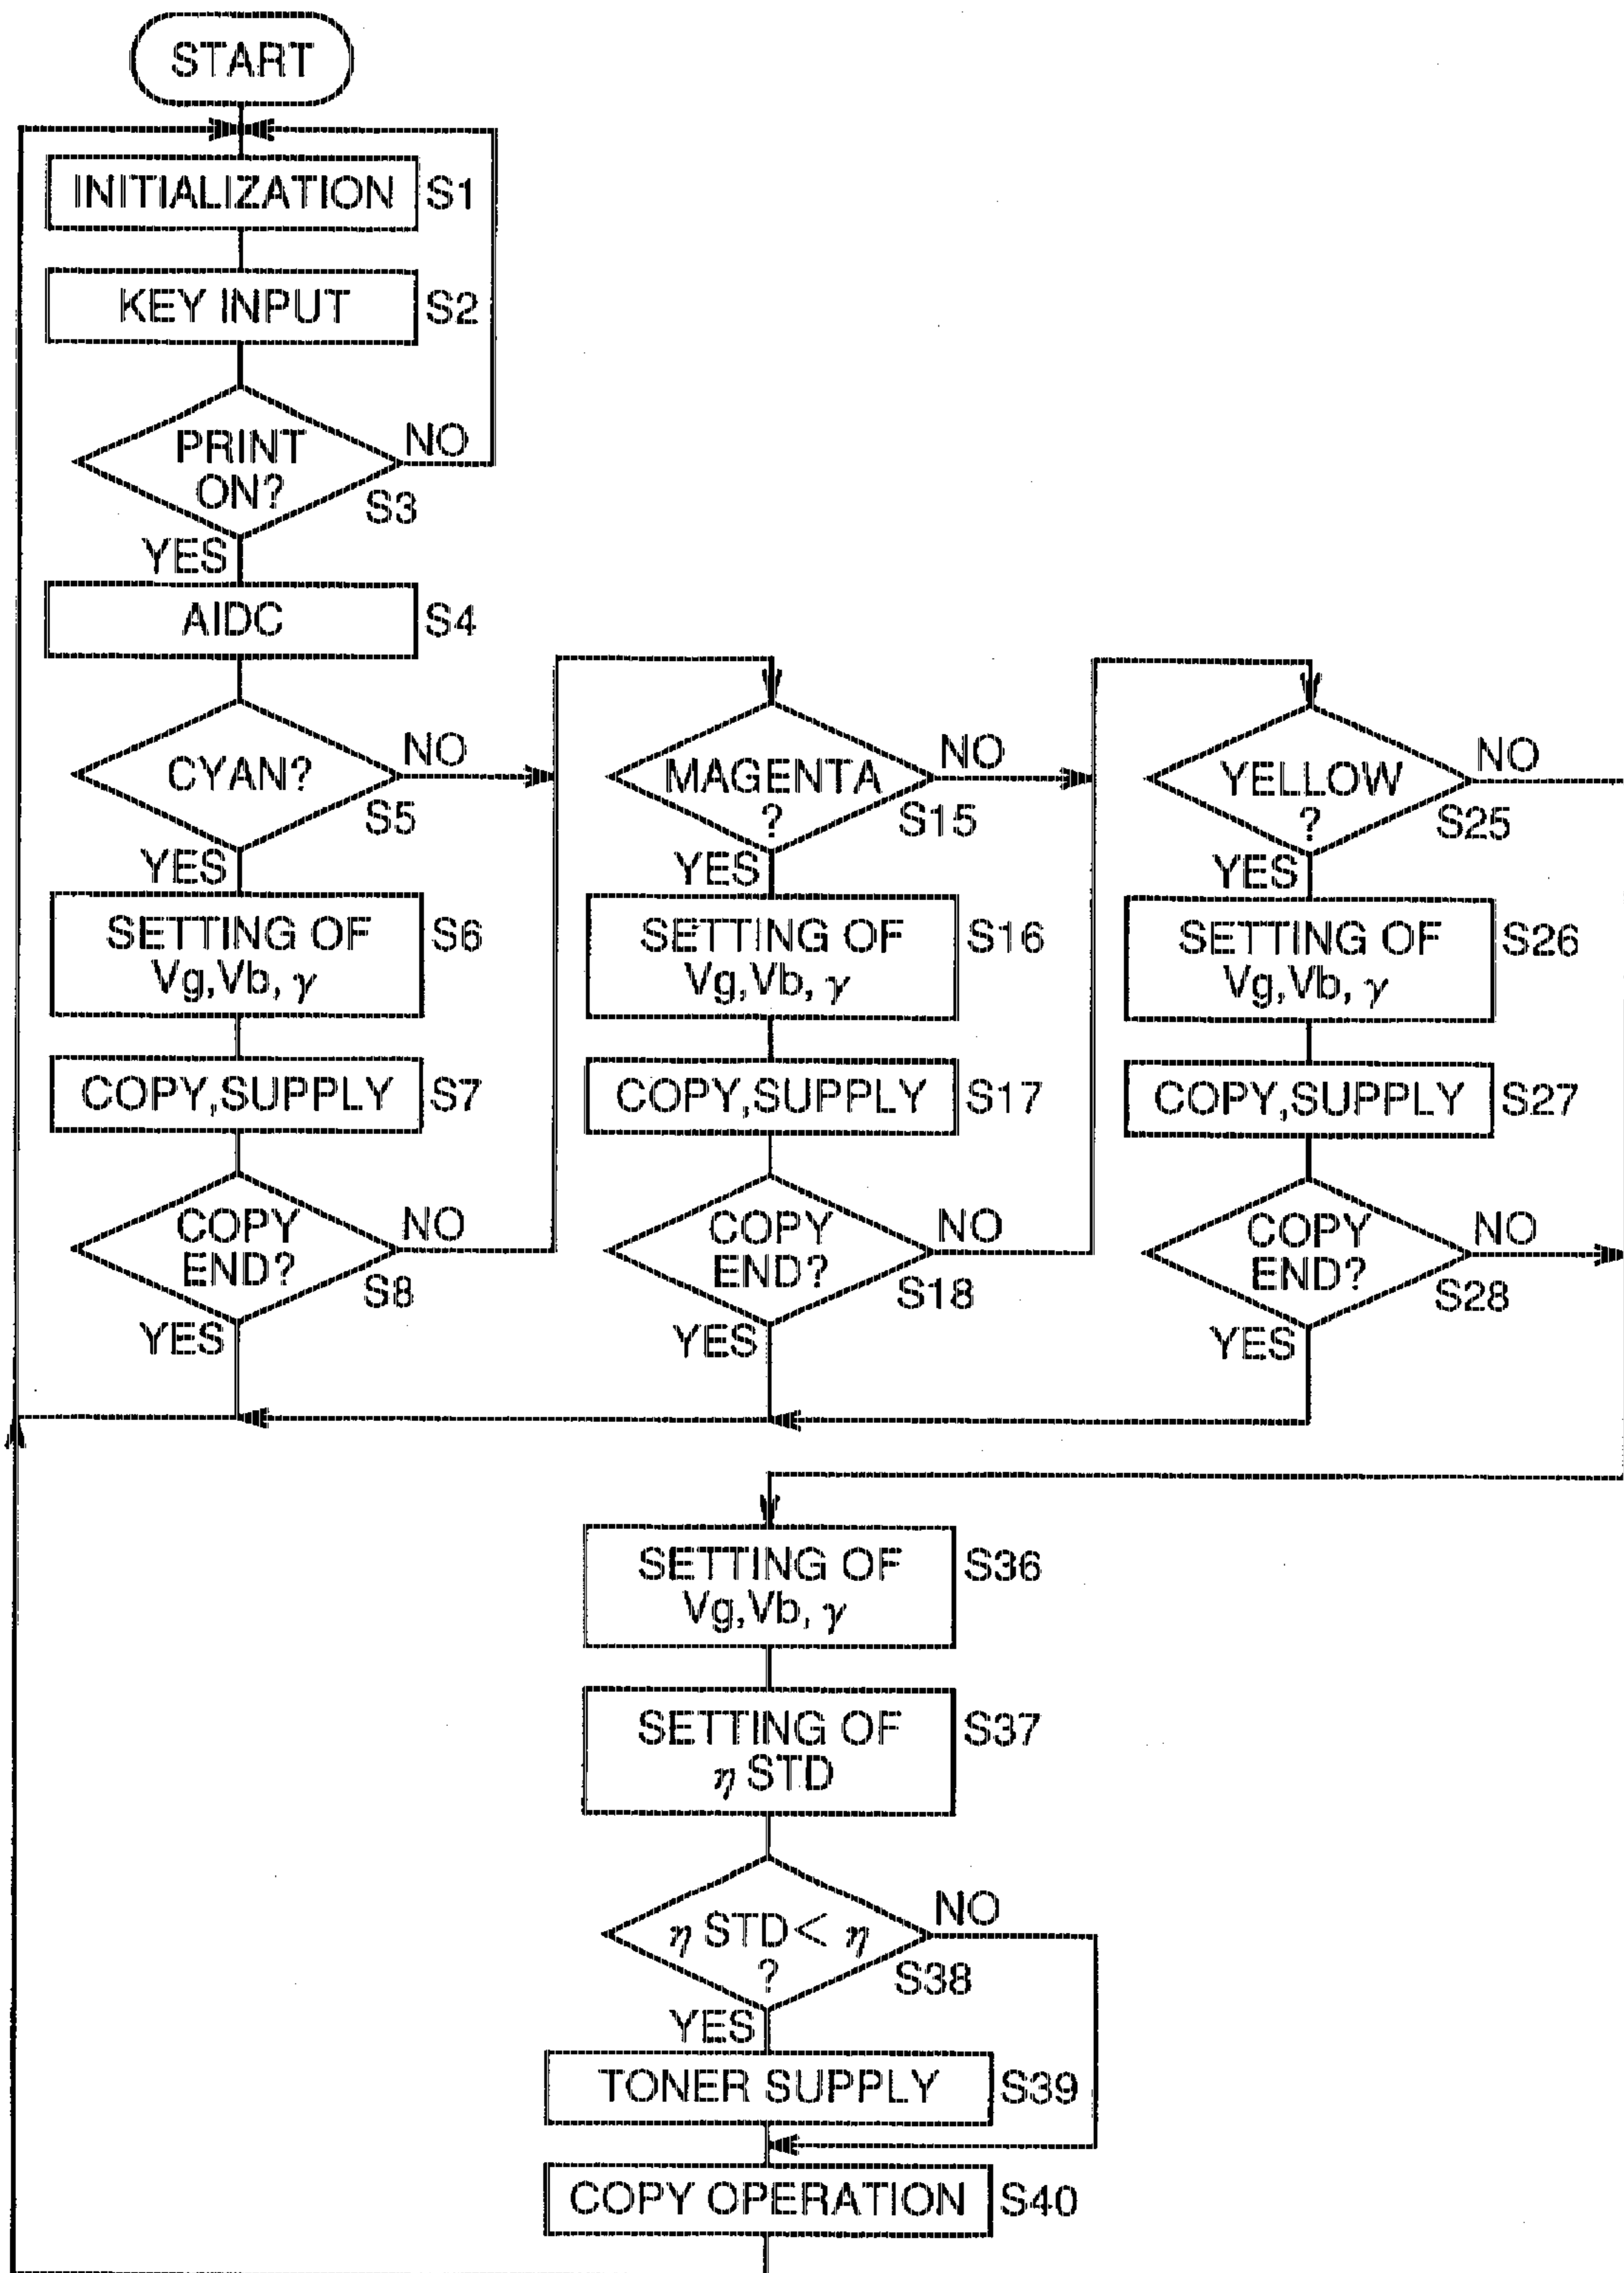 START
INITIALIZATION S1
KEY INPUT S2
PRINT
ON?
NO
S3
YES
AIDC S4
CYAN?
NO
S5
YES
SETTING OF
Vg,Vb, γ
S6
COPY,SUPPLY S7
COPY
END?
NO
S8
YES
MAGENTA
?
NO
S15
YES
SETTING OF
Vg,Vb, γ
S16
COPY,SUPPLY S17
COPY
END?
NO
S18
YES
YELLOW
?
NO
S25
YES
SETTING OF
Vg,Vb, γ
S26
COPY,SUPPLY S27
COPY
END?
NO
S28
YES
SETTING OF
Vg,Vb, γ
S36
SETTING OF
η STD
S37
η STD< η
?
NO
S38
YES
TONER SUPPLY S39
COPY OPERATION S40